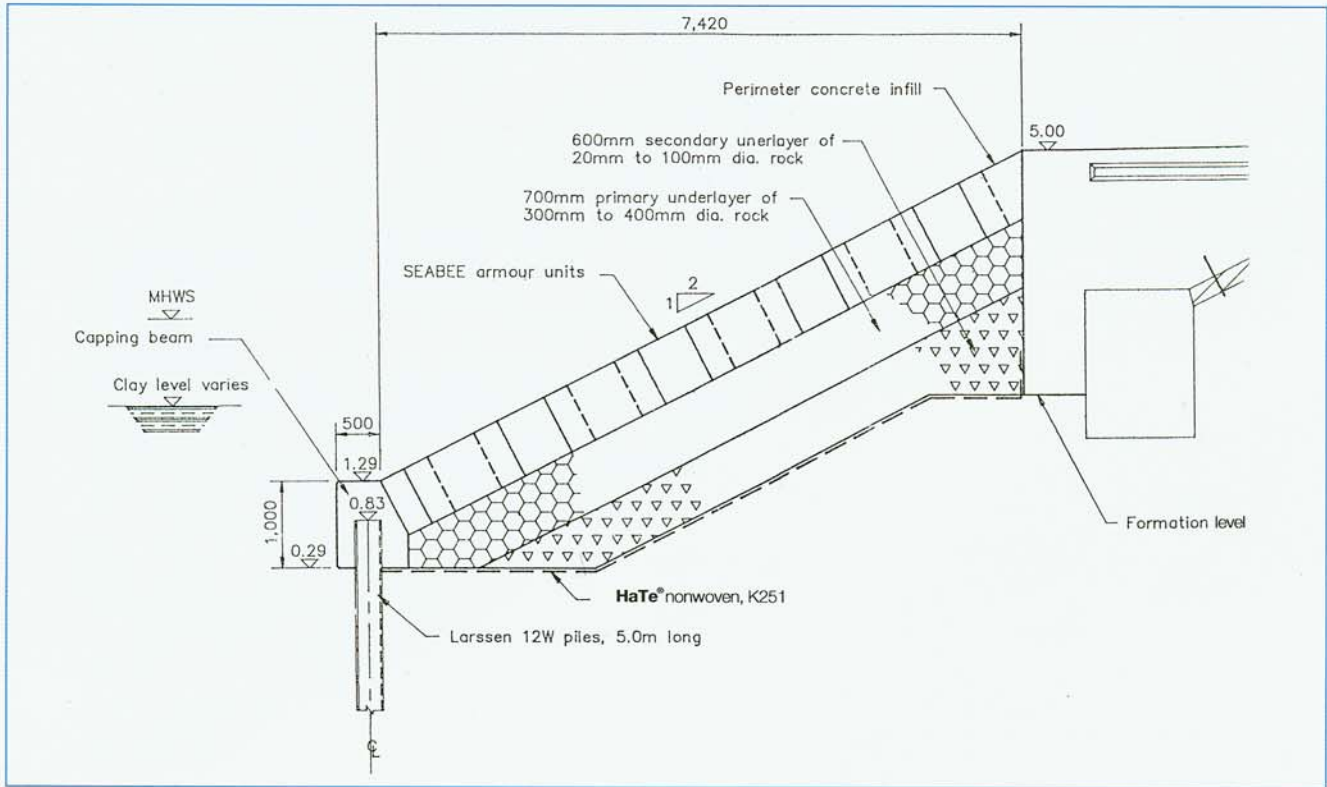 7,420
Perimeter concrete infill
5.00
600mm secondary unerlayer of
20mm to 100mm dia. rock
700mm primary underlayer of
300mm to 400mm dia. rock
SEABEE armour units
2
1
MHWS
Capping beam
Clay level varies
500
1.29
0.83
1,000
0.29
Formation level
HaTe® nonwoven, K251
Larssen 12W piles, 5.0m long
℄